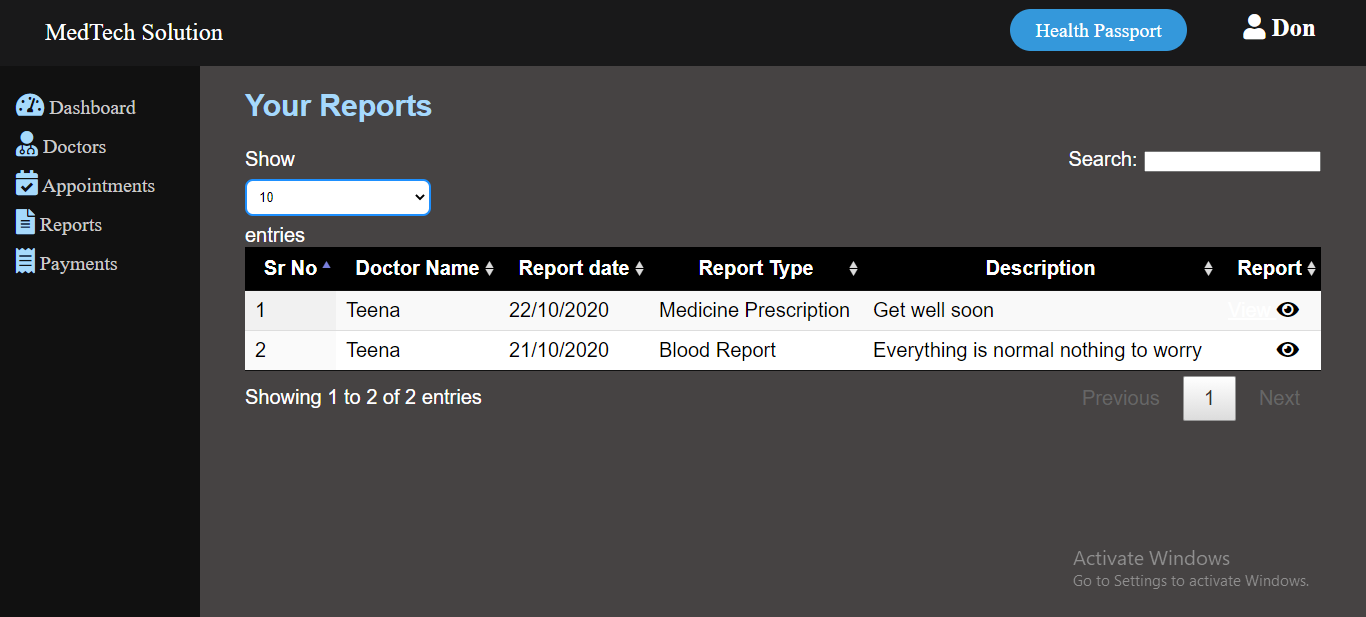 MedTech Solution
Health Passport
Don
Dashboard
Doctors
Appointments
Reports
Payments
Your Reports
Show
Search:
10
entries
Sr No Doctor Name Report date Report Type Description Report
1 Teena 22/10/2020 Medicine Prescription Get well soon View
2 Teena 21/10/2020 Blood Report Everything is normal nothing to worry
Showing 1 to 2 of 2 entries
Previous 1 Next
Activate Windows
Go to Settings to activate Windows.